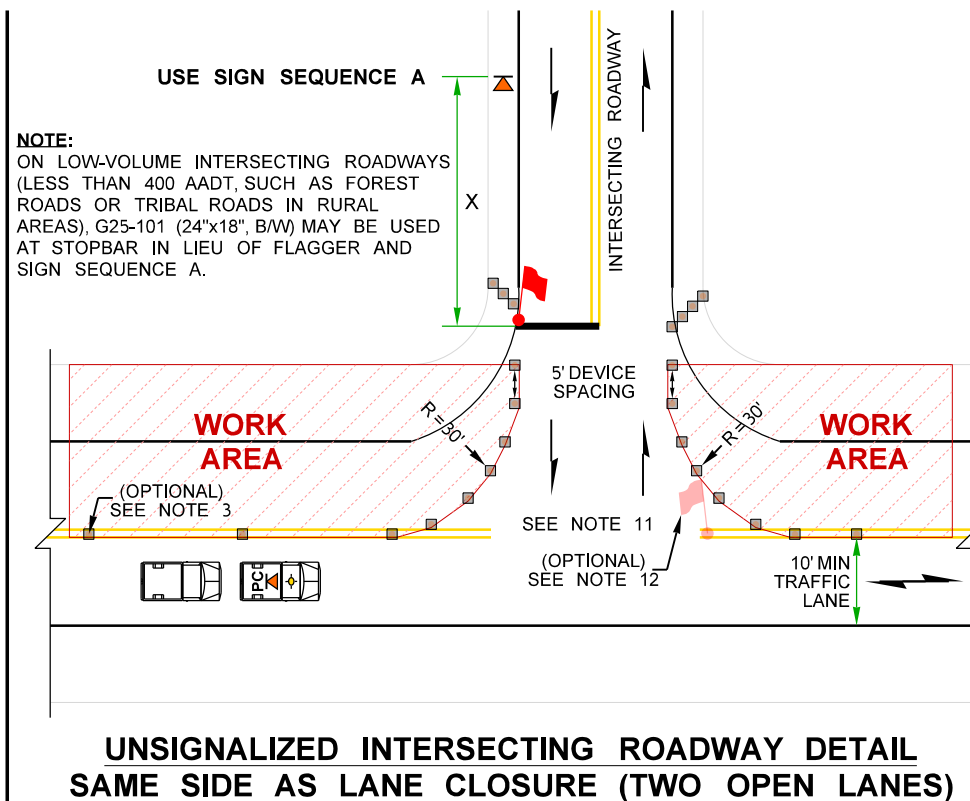 USE SIGN SEQUENCE A
NOTE:
ON LOW-VOLUME INTERSECTING ROADWAYS
(LESS THAN 400 AADT, SUCH AS FOREST
ROADS OR TRIBAL ROADS IN RURAL
AREAS), G25-101 (24"x18", B/W) MAY BE USED
AT STOPBAR IN LIEU OF FLAGGER AND
SIGN SEQUENCE A.
X
INTERSECTING ROADWAY
5' DEVICE
SPACING
WORK
AREA
R=30'
R=30'
WORK
AREA
(OPTIONAL)
SEE NOTE 3
SEE NOTE 11
(OPTIONAL)
SEE NOTE 12
10' MIN
TRAFFIC
LANE
PC
UNSIGNALIZED INTERSECTING ROADWAY DETAIL
SAME SIDE AS LANE CLOSURE (TWO OPEN LANES)